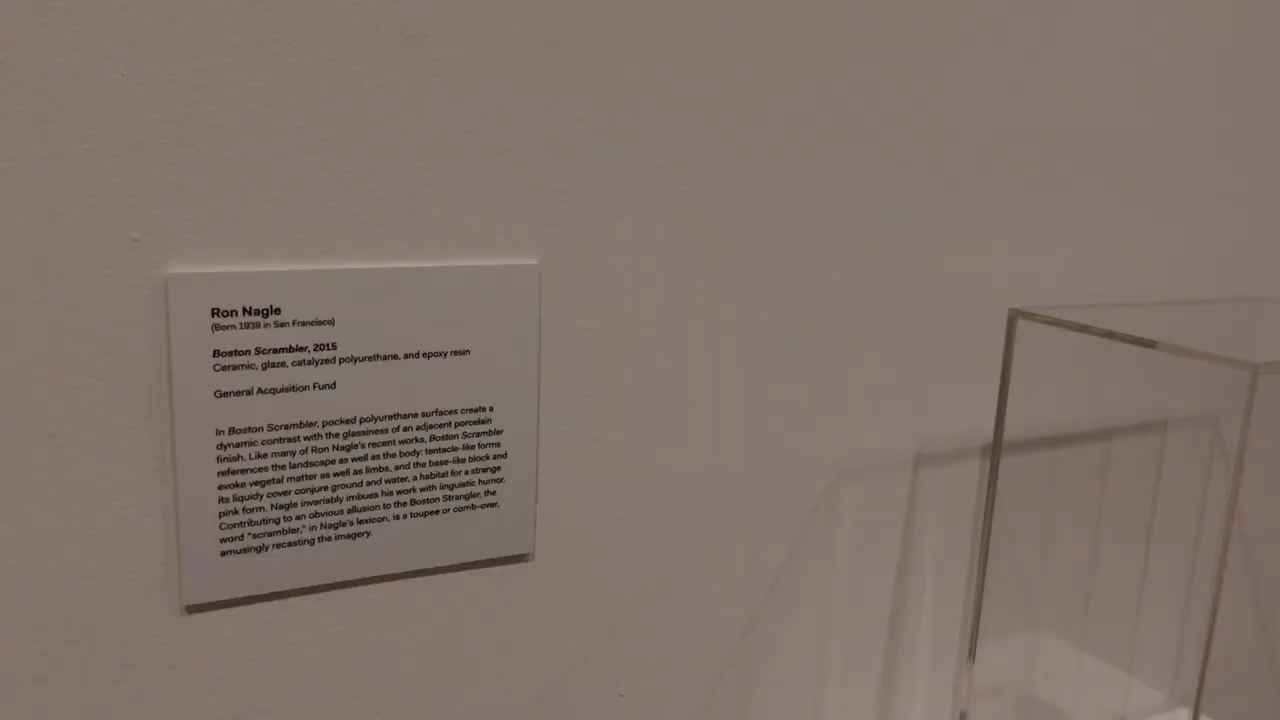 Ron Nagle
(Born 1939 in San Francisco)
Boston Scrambler, 2015
Ceramic, glaze, catalyzed polyurethane, and epoxy resin
General Acquisition Fund
In Boston Scrambler, pocked polyurethane surfaces create a
dynamic contrast with the glassiness of an adjacent porcelain
finish. Like many of Ron Nagle's recent works, Boston Scrambler
references the landscape as well as the body: tentacle-like forms
evoke vegetal matter as well as limbs, and the base-like block and
its liquidy cover conjure ground and water, a habitat for a strange
pink form. Nagle invariably imbues his work with linguistic humor.
Contributing to an obvious allusion to the Boston Strangler, the
word "scrambler," in Nagle's lexicon, is a toupee or comb-over,
amusingly recasting the imagery.